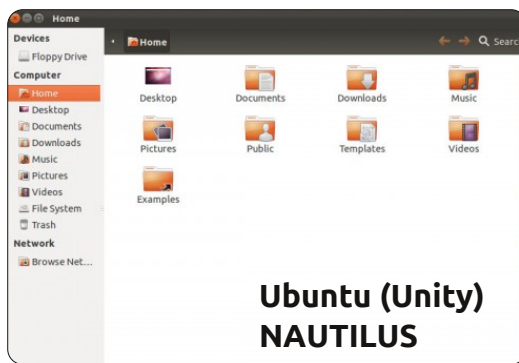 Home
Devices
Floppy Drive
Computer
Home
Desktop
Documents
Downloads
Music
Pictures
Videos
File System
Trash
Network
Browse Net...
Home
Searc
Desktop
Documents
Downloads
Music
Pictures
Public
Templates
Videos
Examples
Ubuntu (Unity)
NAUTILUS